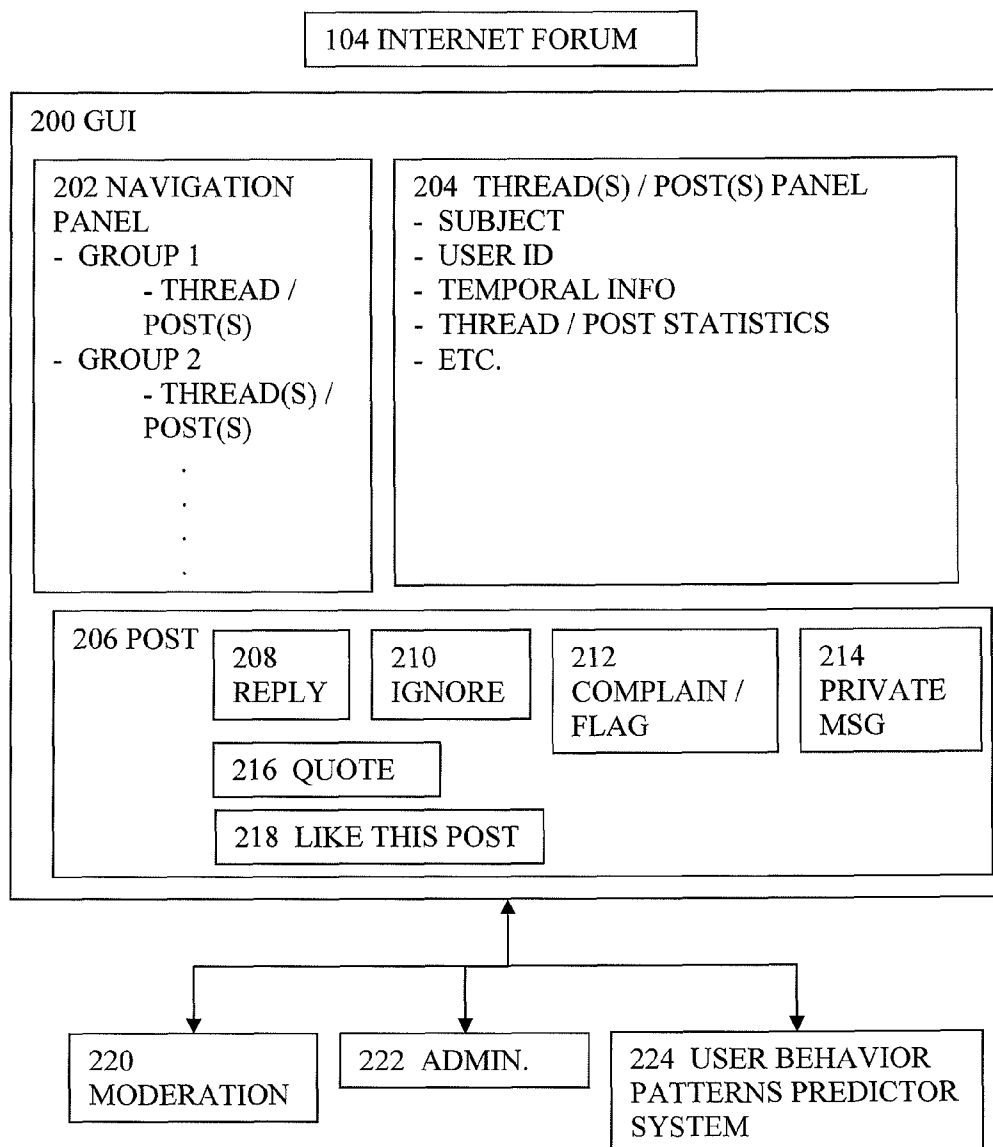 104 INTERNET FORUM
200 GUI
202 NAVIGATION
PANEL
- GROUP 1
- THREAD /
POST(S)
- GROUP 2
- THREAD(S) /
POST(S)
.
.
.
.
204 THREAD(S) / POST(S) PANEL
- SUBJECT
- USER ID
- TEMPORAL INFO
- THREAD / POST STATISTICS
- ETC.
206 POST
208
REPLY
210
IGNORE
212
COMPLAIN /
FLAG
214
PRIVATE
MSG
216 QUOTE
218 LIKE THIS POST
220
MODERATION
222 ADMIN.
224 USER BEHAVIOR
PATTERNS PREDICTOR
SYSTEM